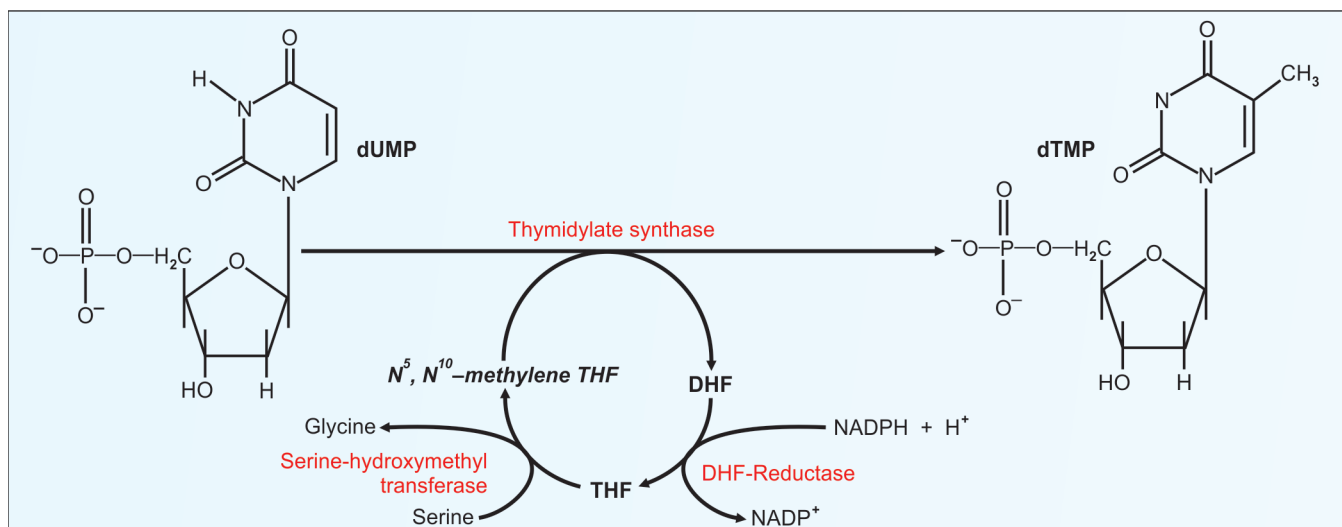 O
H
N
N
O
dUMP
O
⁻O–P–O–H₂C
O⁻
O
HO
H
Thymidylate synthase
O
CH₃
N
N
O
dTMP
O
⁻O–P–O–H₂C
O⁻
O
HO
H
N⁵, N¹⁰–methylene THF
DHF
Glycine
NADPH + H⁺
Serine-hydroxymethyl
transferase
DHF-Reductase
THF
Serine
NADP⁺